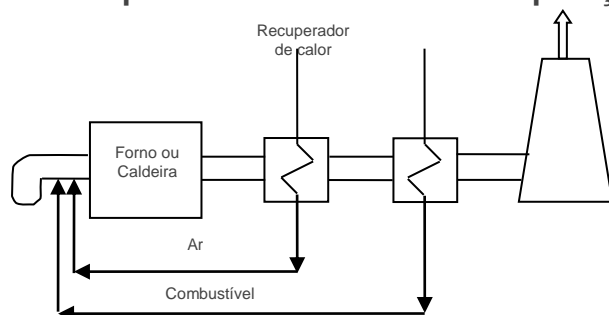 Recuperador
de calor
Forno ou
Caldeira
Ar
Combustível